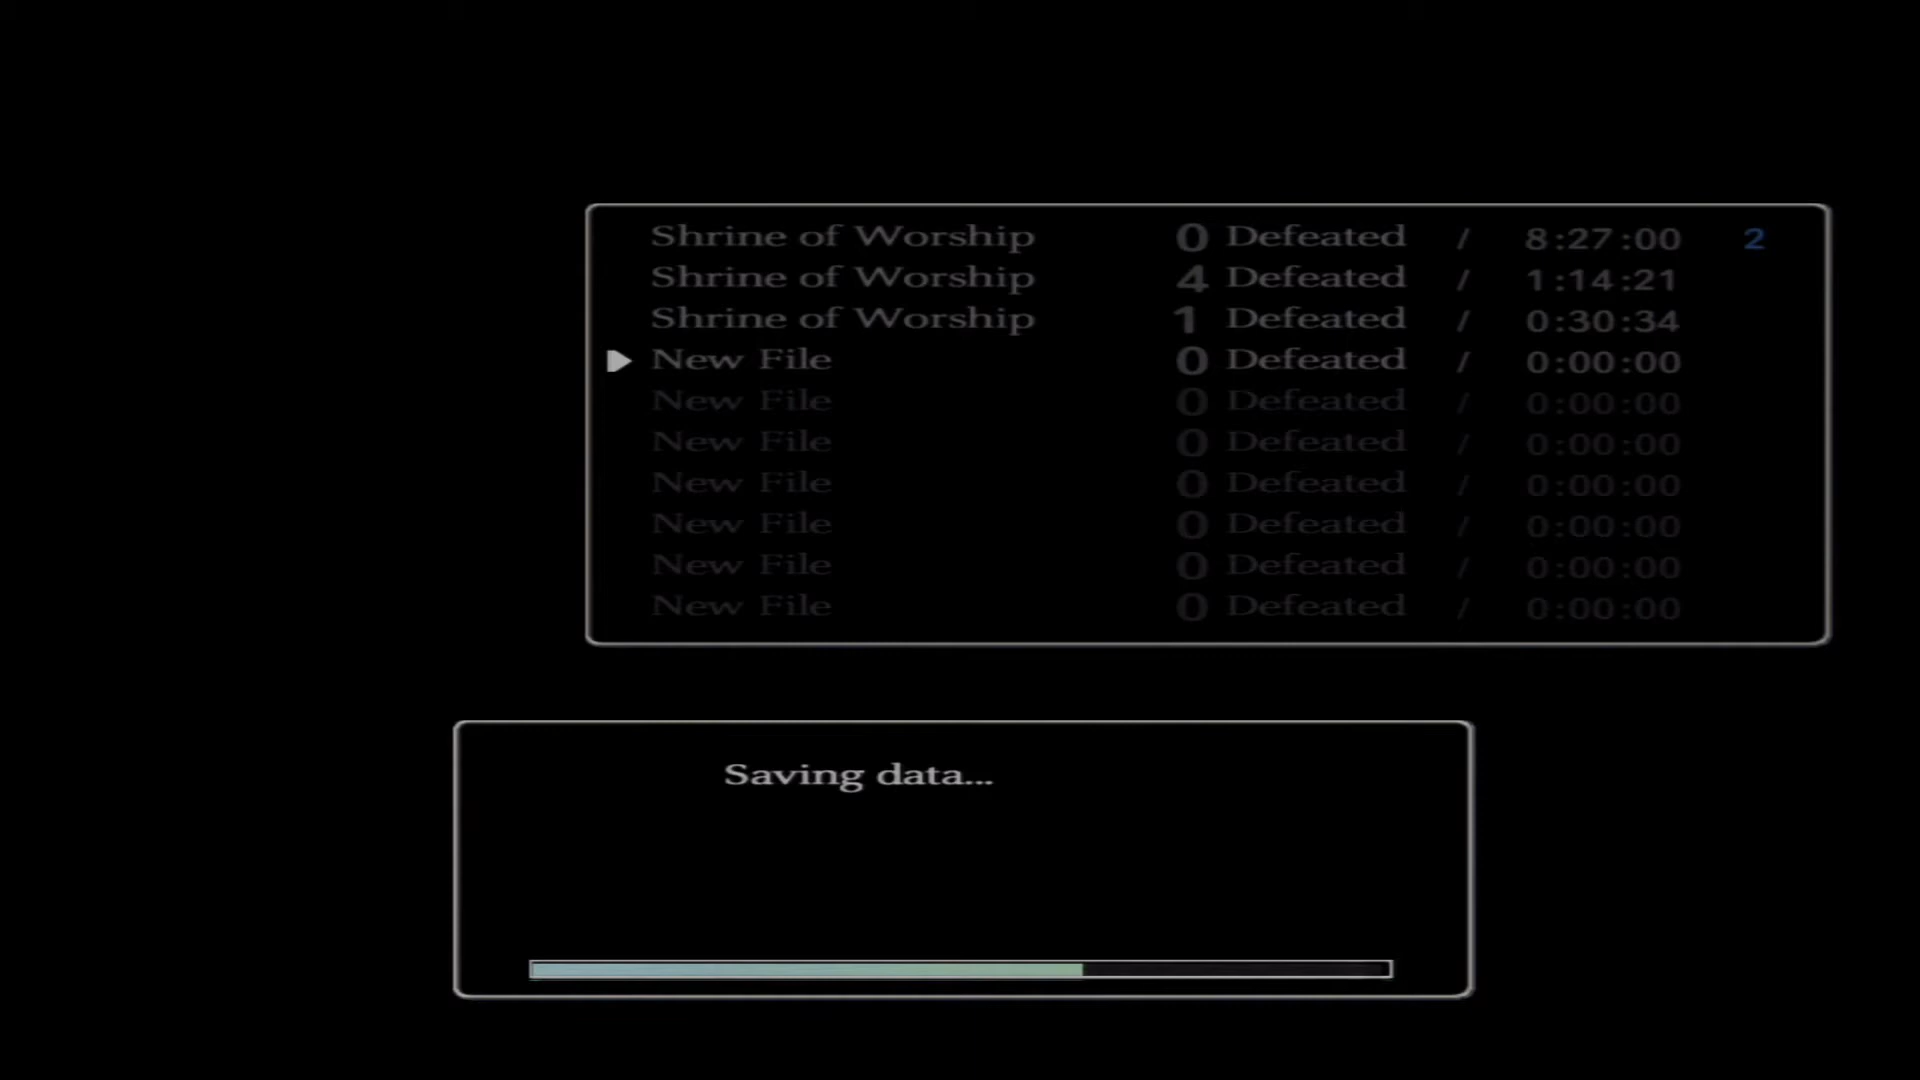 Shrine of Worship 0 Defeated / 8:27:00 2
Shrine of Worship 4 Defeated / 1:14:21
Shrine of Worship 1 Defeated / 0:30:34
New File 0 Defeated / 0:00:00
New File 0 Defeated / 0:00:00
New File 0 Defeated / 0:00:00
New File 0 Defeated / 0:00:00
New File 0 Defeated / 0:00:00
New File 0 Defeated / 0:00:00
New File 0 Defeated / 0:00:00
Saving data...